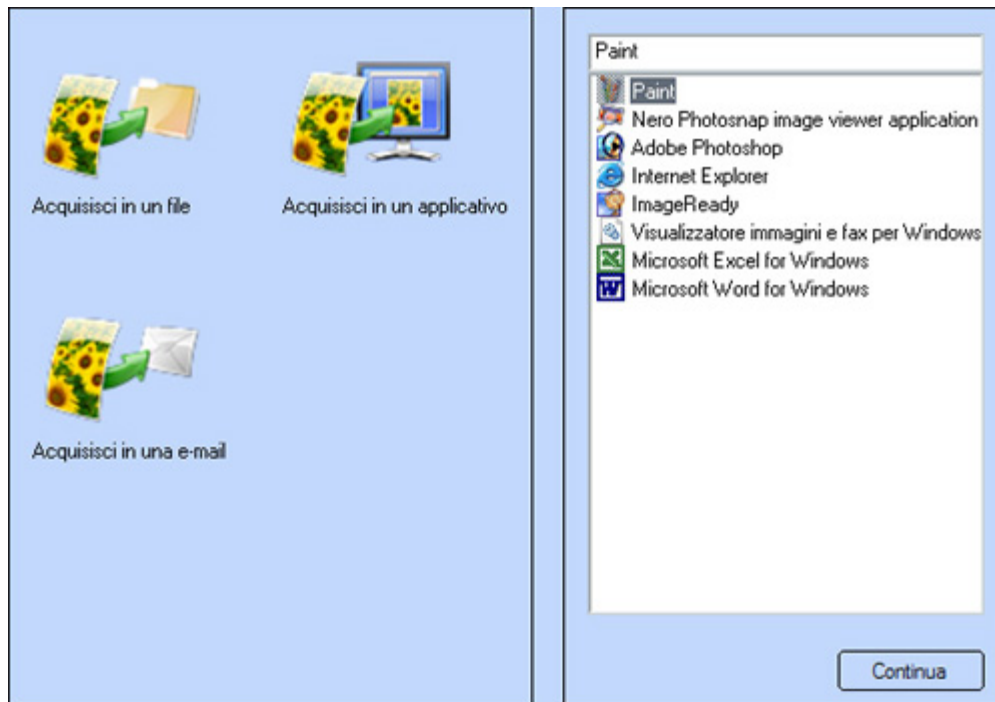 Acquisisci in un file
Acquisisci in un applicativo
Acquisisci in una e-mail
Paint
Paint
Nero Photosnap image viewer application
Adobe Photoshop
Internet Explorer
ImageReady
Visualizzatore immagini e fax per Windows
Microsoft Excel for Windows
Microsoft Word for Windows
Continua